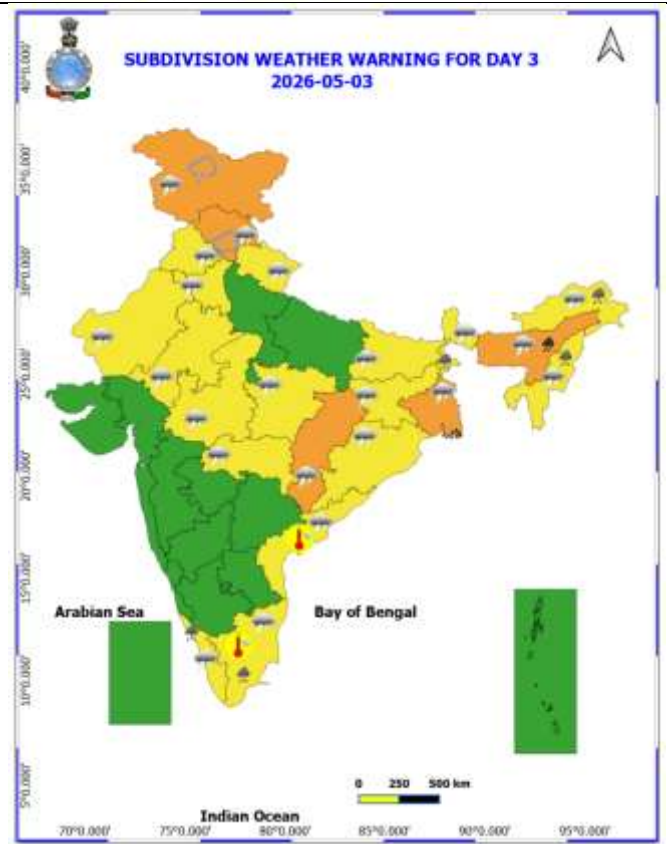 SUBDIVISION WEATHER WARNING FOR DAY 3
2026-05-03
40°0.000'
35°0.000'
30°0.000'
25°0.000'
20°0.000'
15°0.000'
10°0.000'
5°0.000'
Arabian Sea
Bay of Bengal
0 250 500 km
Indian Ocean
70°0.000' 75°0.000' 80°0.000' 85°0.000' 90°0.000' 95°0.000'